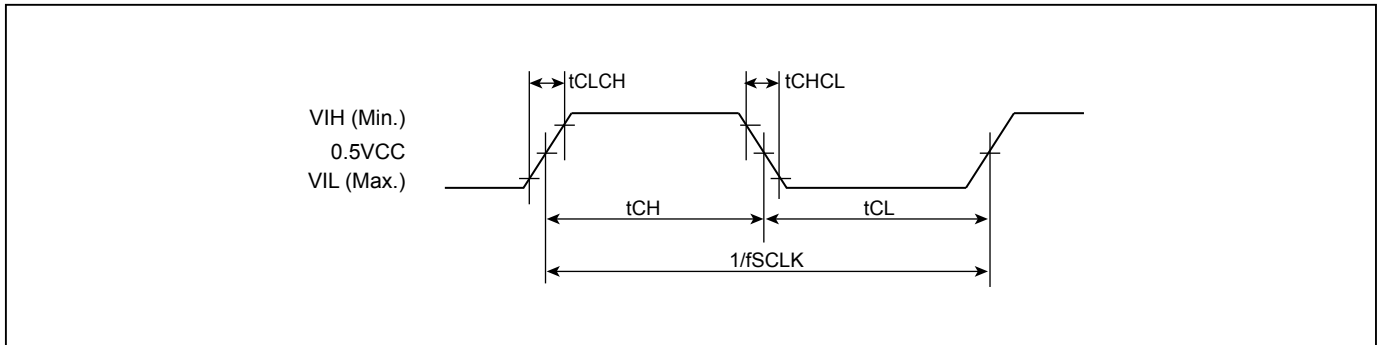 tCLCH
tCHCL
VIH (Min.)
0.5VCC
VIL (Max.)
tCH
tCL
1/fSCLK